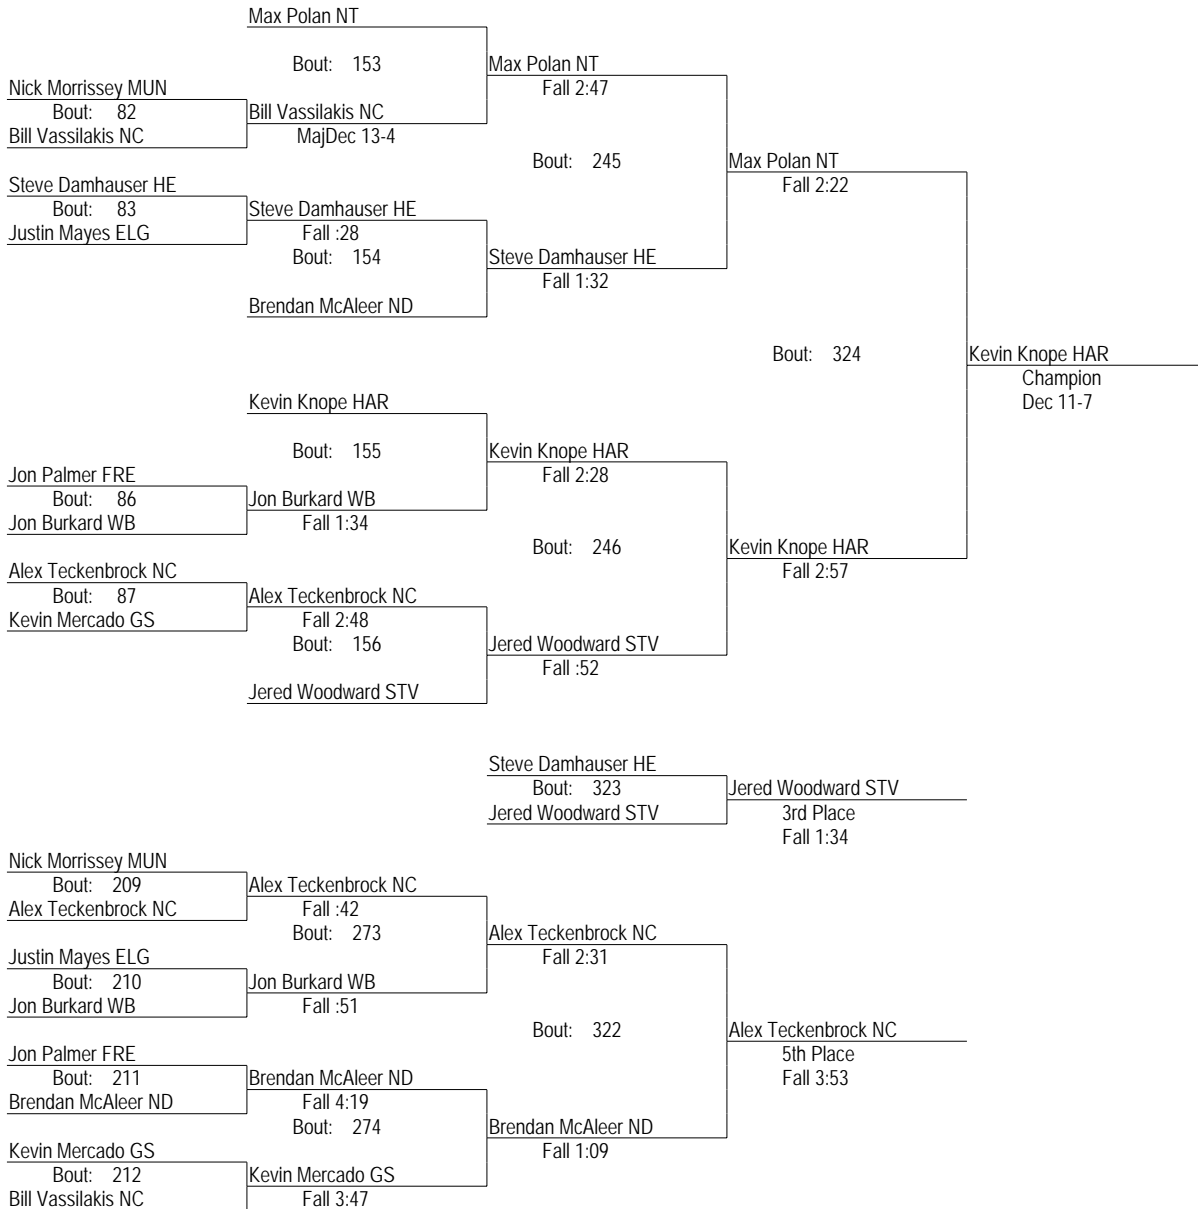 Max Polan NT
Bout: 153
Max Polan NT
Nick Morrissey MUN
Fall 2:47
Bout: 82
Bill Vassilakis NC
Bill Vassilakis NC
MajDec 13-4
Bout: 245
Max Polan NT
Steve Damhauser HE
Fall 2:22
Bout: 83
Steve Damhauser HE
Justin Mayes ELG
Fall :28
Bout: 154
Steve Damhauser HE
Fall 1:32
Brendan McAleer ND
Bout: 324
Kevin Knope HAR
Champion
Dec 11-7
Kevin Knope HAR
Bout: 155
Kevin Knope HAR
Jon Palmer FRE
Fall 2:28
Bout: 86
Jon Burkard WB
Jon Burkard WB
Fall 1:34
Bout: 246
Kevin Knope HAR
Alex Teckenbrock NC
Fall 2:57
Bout: 87
Alex Teckenbrock NC
Kevin Mercado GS
Fall 2:48
Bout: 156
Jered Woodward STV
Fall :52
Jered Woodward STV
Steve Damhauser HE
Bout: 323
Jered Woodward STV
Jered Woodward STV
3rd Place
Fall 1:34
Nick Morrissey MUN
Bout: 209
Alex Teckenbrock NC
Alex Teckenbrock NC
Fall :42
Bout: 273
Alex Teckenbrock NC
Justin Mayes ELG
Fall 2:31
Bout: 210
Jon Burkard WB
Jon Burkard WB
Fall :51
Bout: 322
Alex Teckenbrock NC
Jon Palmer FRE
5th Place
Bout: 211
Brendan McAleer ND
Fall 3:53
Brendan McAleer ND
Fall 4:19
Bout: 274
Brendan McAleer ND
Kevin Mercado GS
Fall 1:09
Bout: 212
Kevin Mercado GS
Bill Vassilakis NC
Fall 3:47